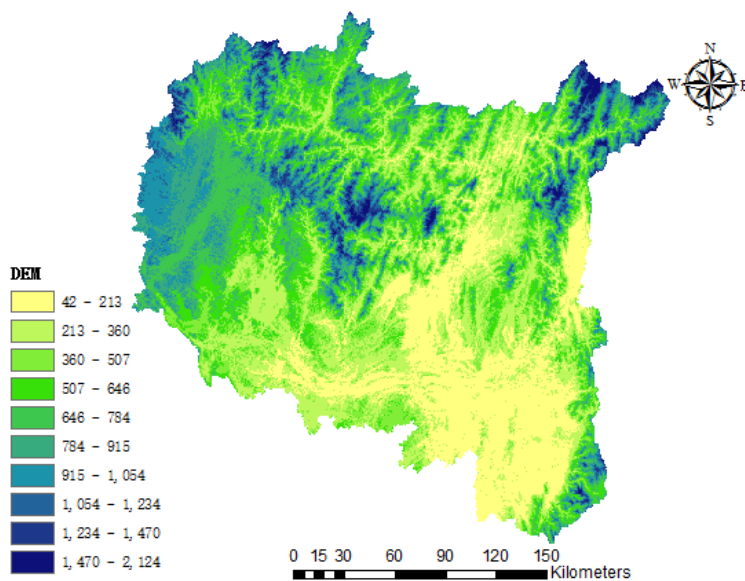 N
W E
S
DEM
42 - 213
213 - 360
360 - 507
507 - 646
646 - 784
784 - 915
915 - 1,054
1,054 - 1,234
1,234 - 1,470
1,470 - 2,124
0 15 30 60 90 120 150
Kilometers